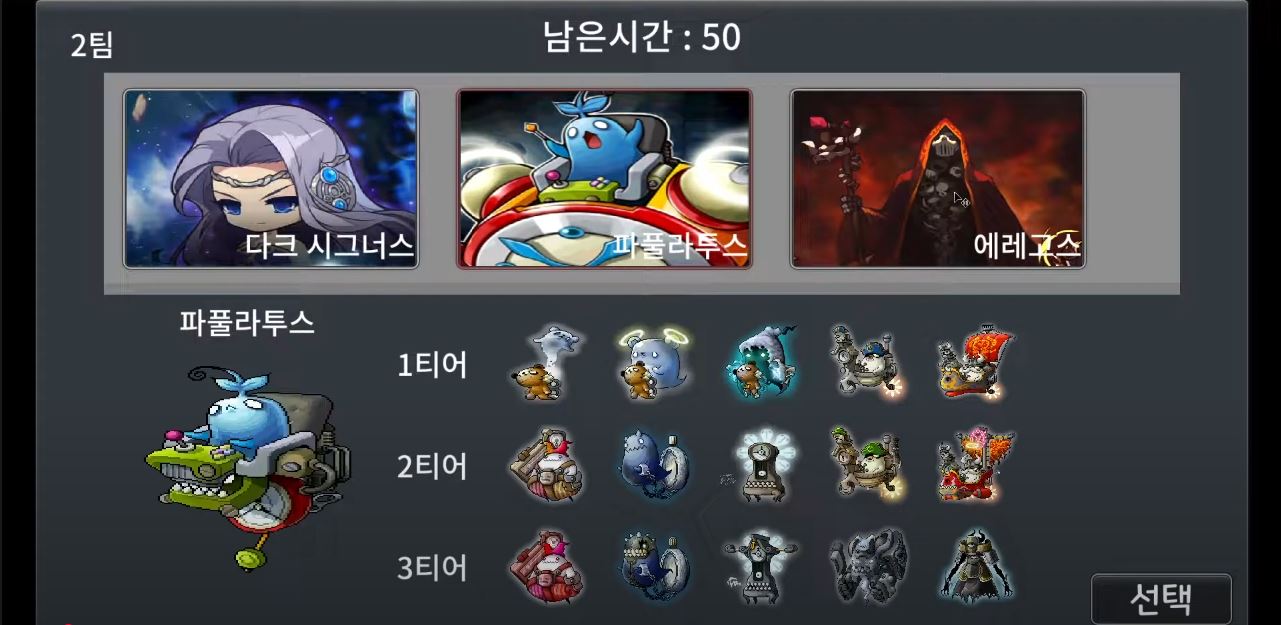 2팀
남은시간 : 50
다크 시그너스
파풀라투스
에레고스
파풀라투스
1티어
2티어
3티어
선택